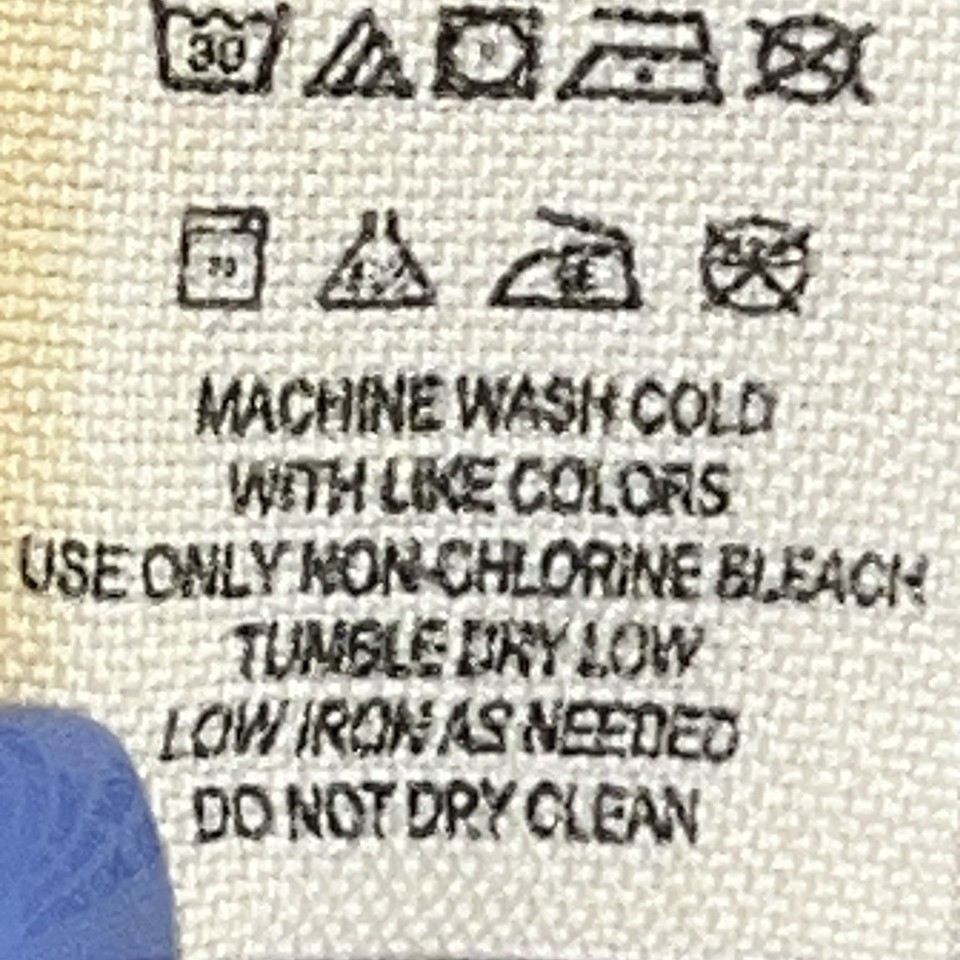 30
MACHINE WASH COLD
WITH LIKE COLORS
USE ONLY NON-CHLORINE BLEACH
TUMBLE DRY LOW
LOW IRON AS NEEDED
DO NOT DRY CLEAN